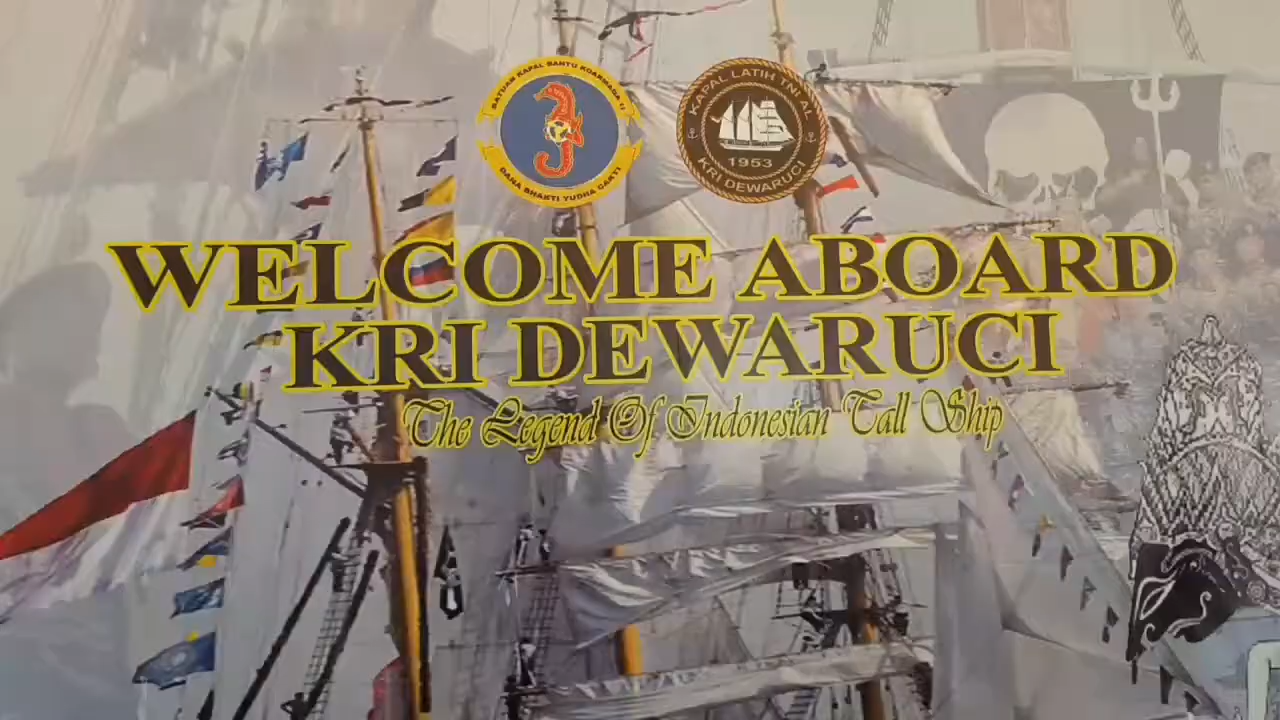 SATUAN KAPAL BANTU KOARMADA II
DANA BHAKTI YUDHA CAKTI
KAPAL LATIH TNI AL
1953
KRI DEWARUCI
WELCOME ABOARD
KRI DEWARUCI
The Legend Of Indonesian Tall Ship